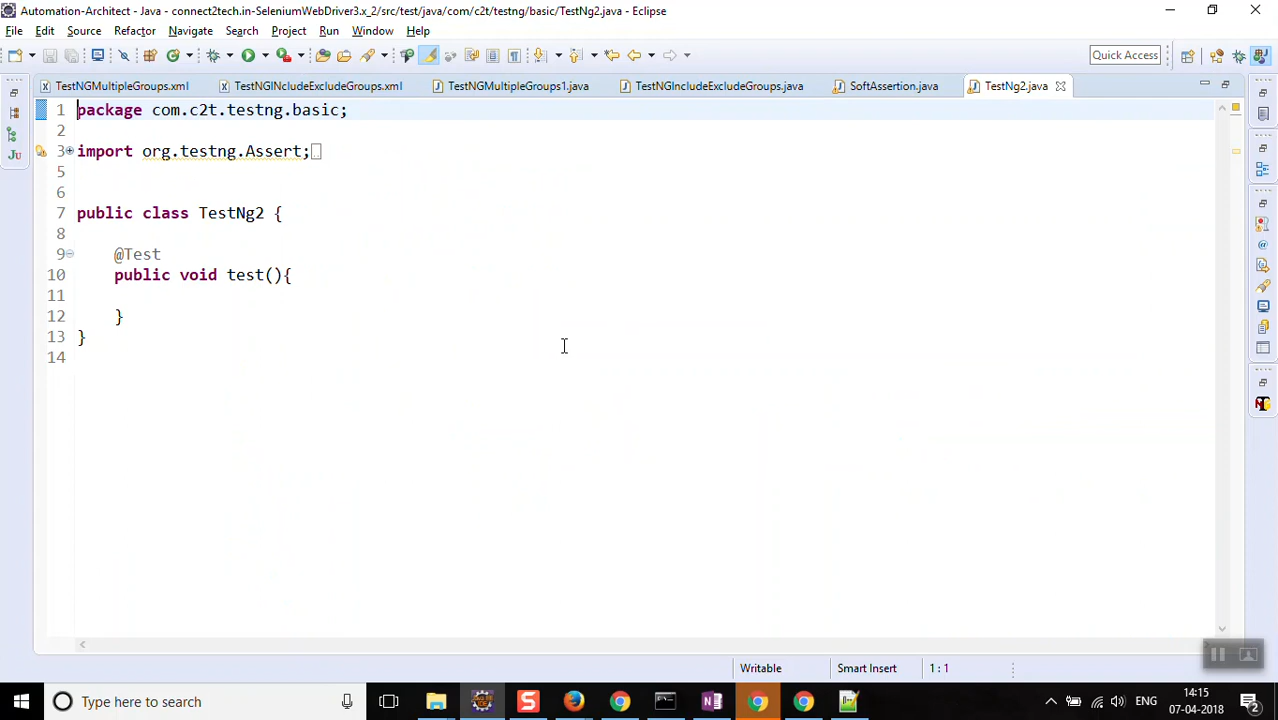 Automation-Architect - Java - connect2tech.in-SeleniumWebDriver3.x_2/src/test/java/com/c2t/testng/basic/TestNg2.java - Eclipse
File Edit Source Refactor Navigate Search Project Run Window Help
Quick Access
TestNGMultipleGroups.xml TestNGINcludeExcludeGroups.xml TestNGMultipleGroups1.java TestNGIncludeExcludeGroups.java SoftAssertion.java TestNg2.java
1 package com.c2t.testng.basic;
2
3 import org.testng.Assert;
5
6
7 public class TestNg2 {
8
9 @Test
10 public void test(){
11
12 }
13 }
14
Writable Smart Insert 1 : 1
Type here to search
ENG
14:15
07-04-2018
2